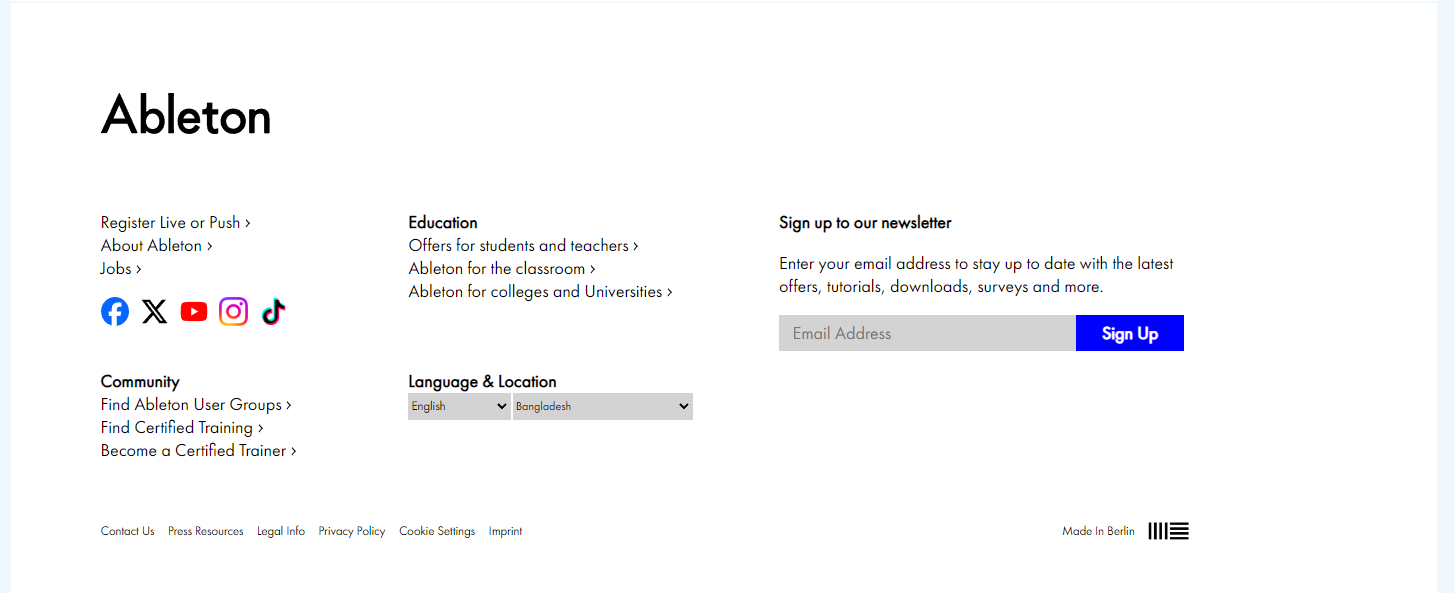 Ableton
Register Live or Push ›
About Ableton ›
Jobs ›
Education
Offers for students and teachers ›
Ableton for the classroom ›
Ableton for colleges and Universities ›
Sign up to our newsletter
Enter your email address to stay up to date with the latest
offers, tutorials, downloads, surveys and more.
Email Address
Sign Up
Community
Find Ableton User Groups ›
Find Certified Training ›
Become a Certified Trainer ›
Language & Location
English
Bangladesh
Contact Us Press Resources Legal Info Privacy Policy Cookie Settings Imprint
Made In Berlin